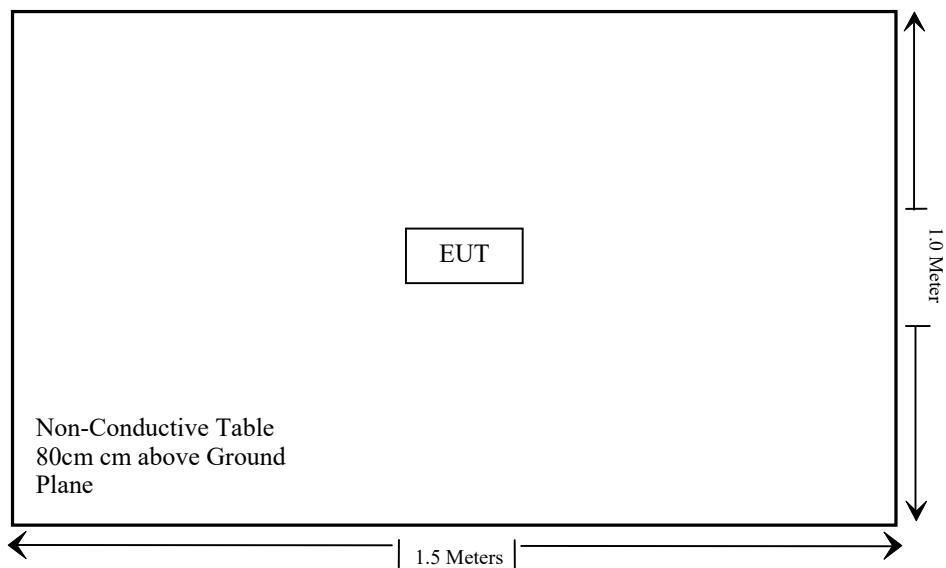 EUT
1.0 Meter
Non-Conductive Table
80cm cm above Ground
Plane
1.5 Meters